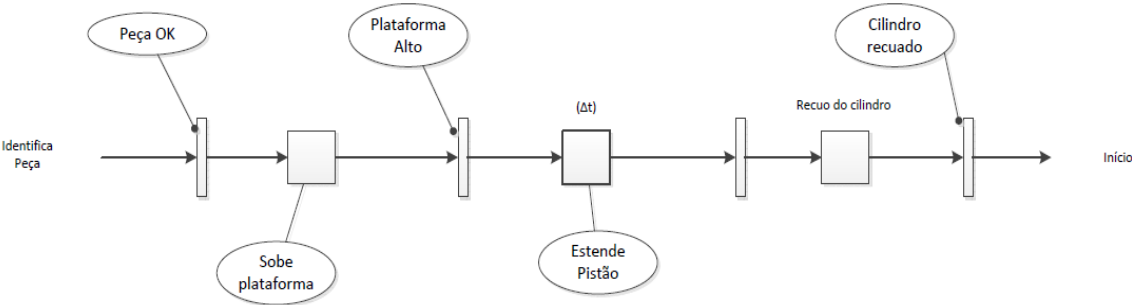 Peça OK
Plataforma
Alto
Cilindro
recuado
(Δt)
Recuo do cilindro
Identifica
Peça
Início
Sobe
plataforma
Estende
Pistão